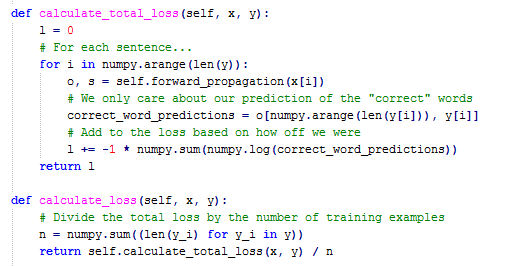 def calculate_total_loss(self, x, y):
    l = 0
    # For each sentence...
    for i in numpy.arange(len(y)):
        o, s = self.forward_propagation(x[i])
        # We only care about our prediction of the "correct" words
        correct_word_predictions = o[numpy.arange(len(y[i])), y[i]]
        # Add to the loss based on how off we were
        l += -1 * numpy.sum(numpy.log(correct_word_predictions))
    return l

def calculate_loss(self, x, y):
    # Divide the total loss by the number of training examples
    n = numpy.sum((len(y_i) for y_i in y))
    return self.calculate_total_loss(x, y) / n